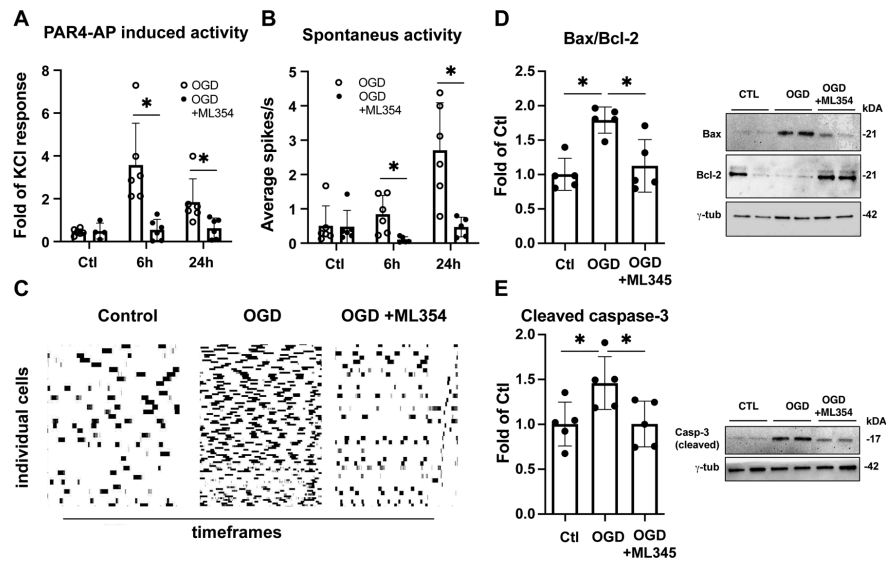 A
PAR4-AP induced activity
Fold of KCl response
8
6
4
2
0
OGD
OGD
+ML354
*
*
Ctl
6h
24h
B
Spontaneus activity
Average spikes/s
6
5
4
3
2
1
0
OGD
OGD
+ML354
*
*
Ctl
6h
24h
C
Control
OGD
OGD +ML354
individual cells
timeframes
D
Bax/Bcl-2
Fold of Ctl
2.5
2.0
1.5
1.0
0.5
0.0
*
*
Ctl
OGD
OGD
+ML345
CTL
OGD
OGD
+ML354
kDA
Bax
-21
Bcl-2
-21
γ-tub
-42
E
Cleaved caspase-3
Fold of Ctl
2.0
1.5
1.0
0.5
0.0
*
*
Ctl
OGD
OGD
+ML345
CTL
OGD
OGD
+ML354
kDA
Casp-3
(cleaved)
-17
γ-tub
-42